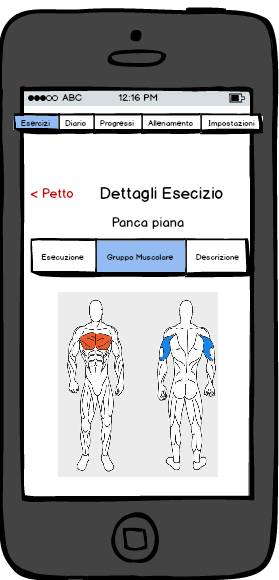 ABC 12:16 PM
Esercizi Diario Progressi Allenamento Impostazioni
< Petto Dettagli Esecizio
Panca piana
Esecuzione Gruppo Muscolare Descrizione